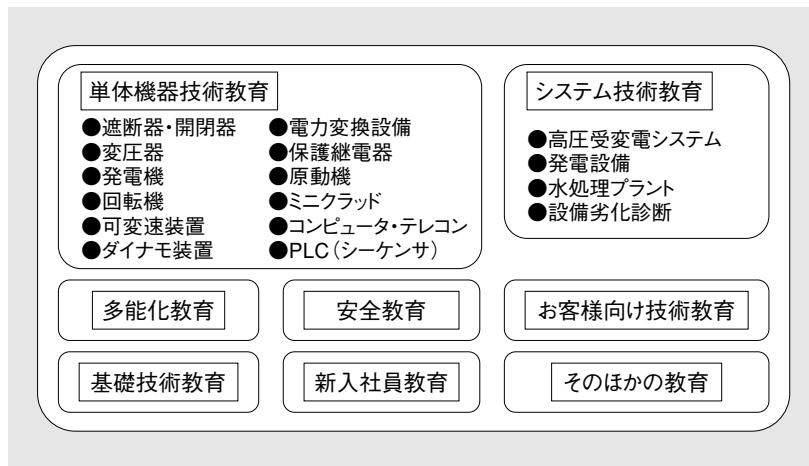 単体機器技術教育
●遮断器・開閉器
●変圧器
●発電機
●回転機
●可変速装置
●ダイナモ装置
●電力変換設備
●保護継電器
●原動機
●ミニクラッド
●コンピュータ・テレコン
●PLC(シーケンサ)
システム技術教育
●高圧受変電システム
●発電設備
●水処理プラント
●設備劣化診断
多能化教育
安全教育
お客様向け技術教育
基礎技術教育
新入社員教育
そのほかの教育